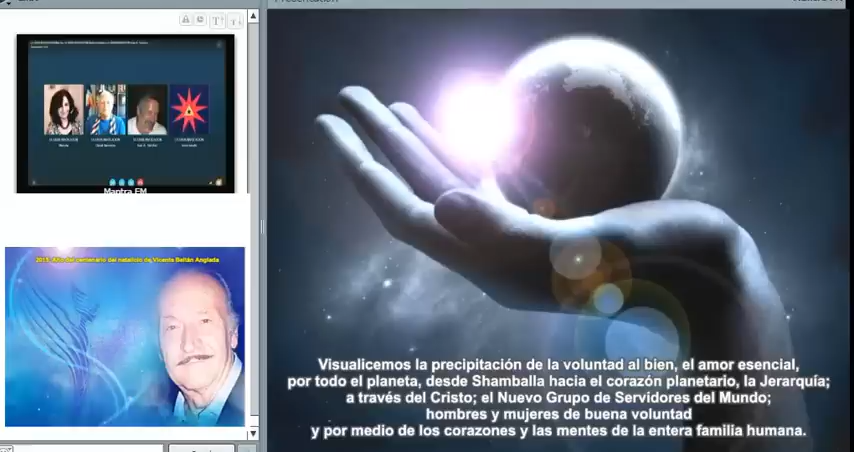 Mantra FM
2015, Año del centenario del natalicio de Vicente Beltán Anglada
Visualicemos la precipitación de la voluntad al bien, el amor esencial,
por todo el planeta, desde Shamballa hacia el corazón planetario, la Jerarquía;
a través del Cristo; el Nuevo Grupo de Servidores del Mundo;
hombres y mujeres de buena voluntad
y por medio de los corazones y las mentes de la entera familia humana.